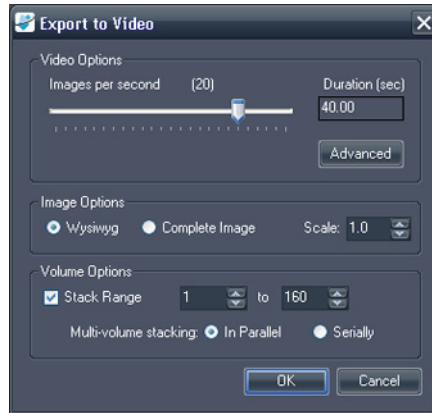 Export to Video
Video Options
Images per second (20) Duration (sec)
40.00
Advanced
Image Options
Wysiwyg Complete Image Scale: 1.0
Volume Options
Stack Range 1 to 160
Multi-volume stacking: In Parallel Serially
OK Cancel